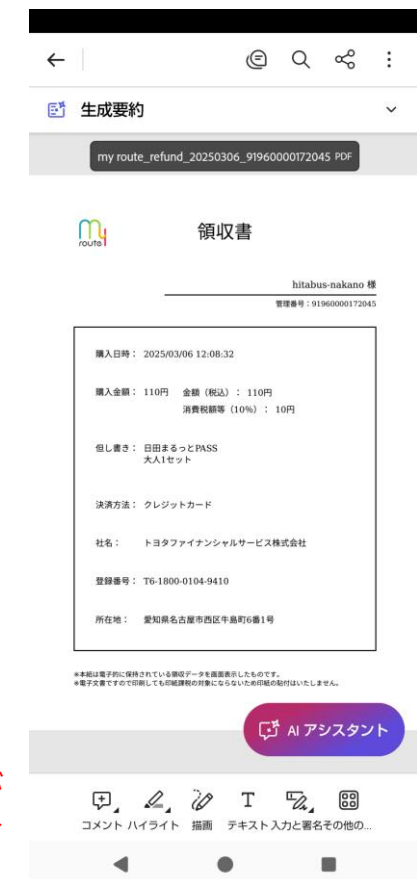 生成要約
my route_refund_20250306_91960000172045 PDF
my
route
領収書
hitabus-nakano 様
管理番号：91960000172045
購入日時： 2025/03/06 12:08:32
購入金額： 110円 金額（税込）： 110円
消費税額等（10%）： 10円
但し書き： 日田まるっとPASS
大人1セット
決済方法： クレジットカード
社名： トヨタファイナンシャルサービス株式会社
登録番号： T6-1800-0104-9410
所在地： 愛知県名古屋市西区牛島町6番1号
※本紙は電子的に保持されている領収データを画面表示したものです。
※電子文書ですので印刷しても印紙課税の対象にならないため印紙の貼付はいたしません。
AI アシスタント
コメント ハイライト 描画 テキスト 入力と署名 その他の...